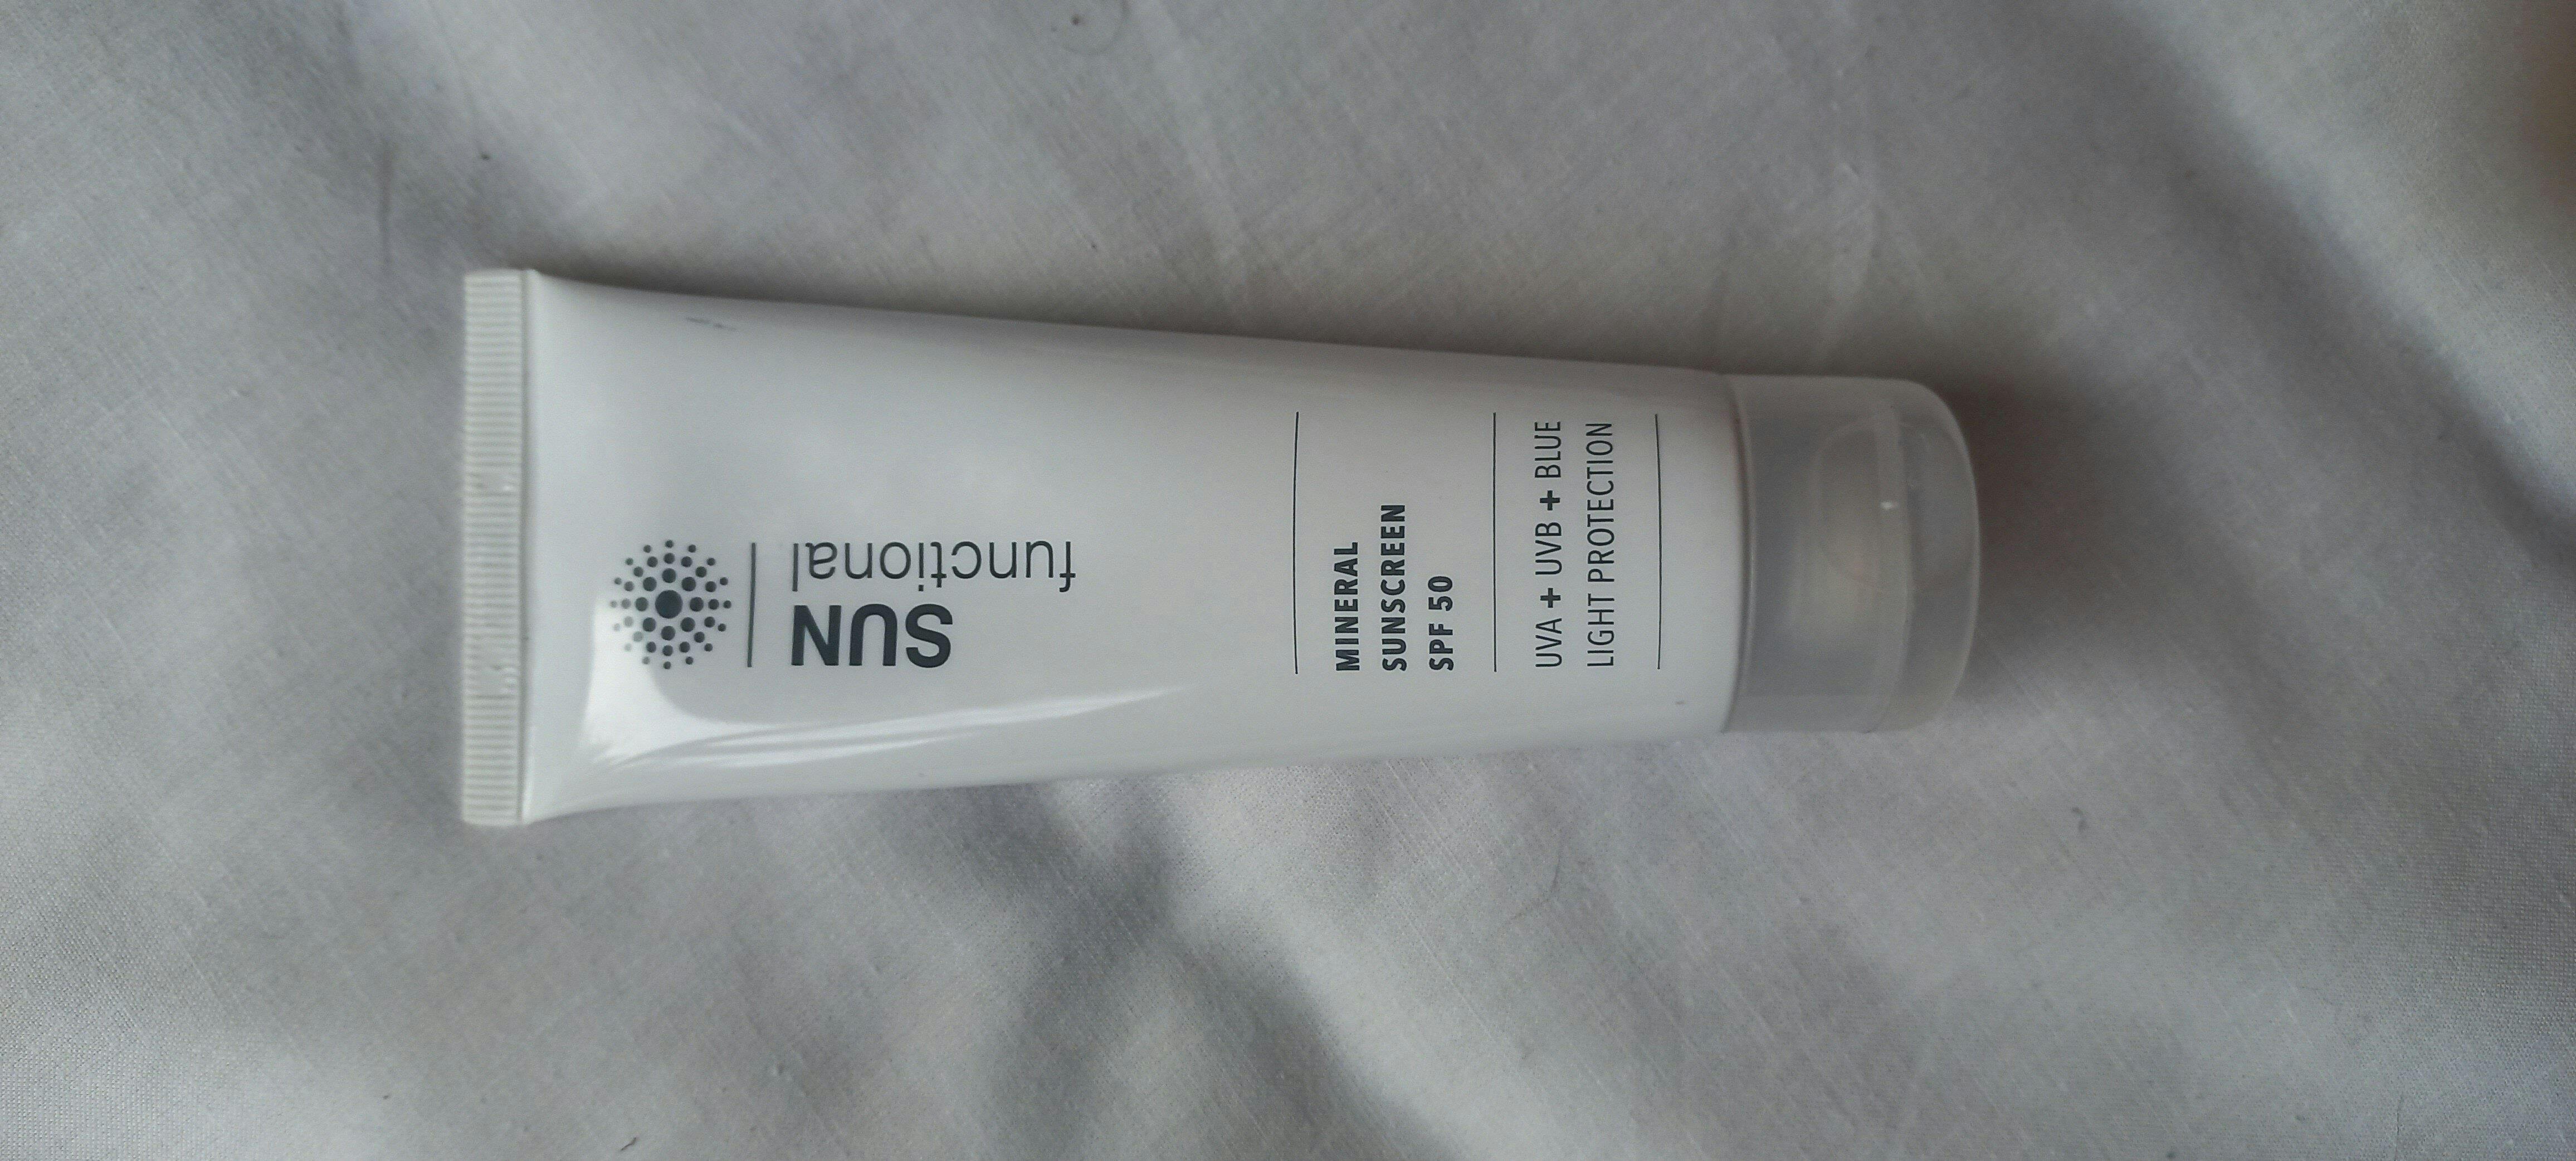 SUN
functional
MINERAL
SUNSCREEN
SPF 50
UVA + UVB + BLUE
LIGHT PROTECTION